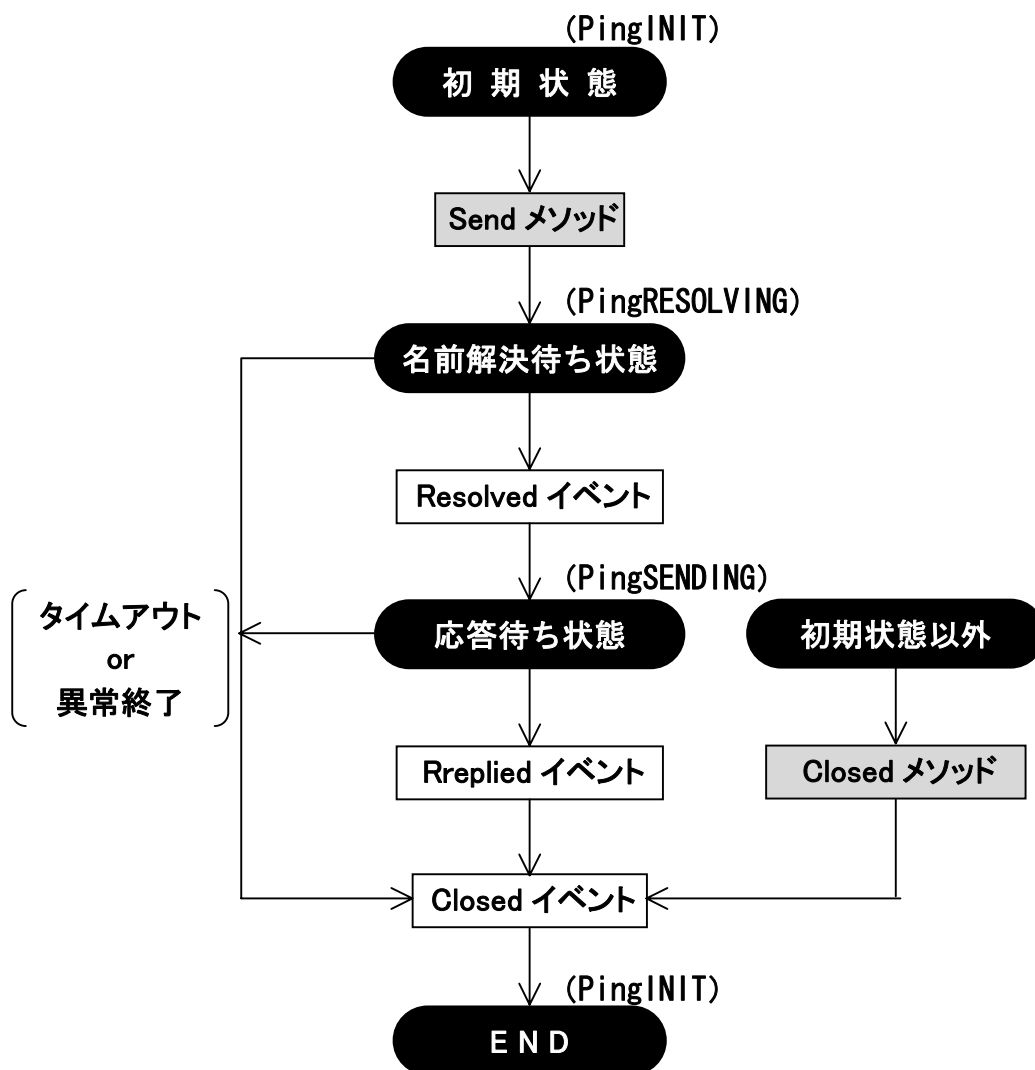 (PingINIT)
初 期 状 態
Send メソッド
(PingRESOLVING)
名前解決待ち状態
Resolved イベント
(PingSENDING)
タイムアウト
or
異常終了
応答待ち状態
初期状態以外
Rreplied イベント
Closed メソッド
Closed イベント
(PingINIT)
E N D